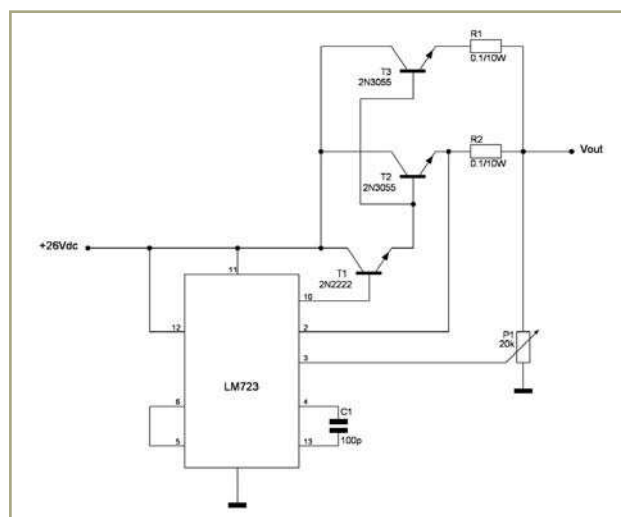 R1
0.1/10W
T3
2N3055
R2
0.1/10W
Vout
T2
2N3055
+26Vdc
11
T1
2N2222
10
12
2
P1
20k
3
LM723
6
4
C1
5
13
100p